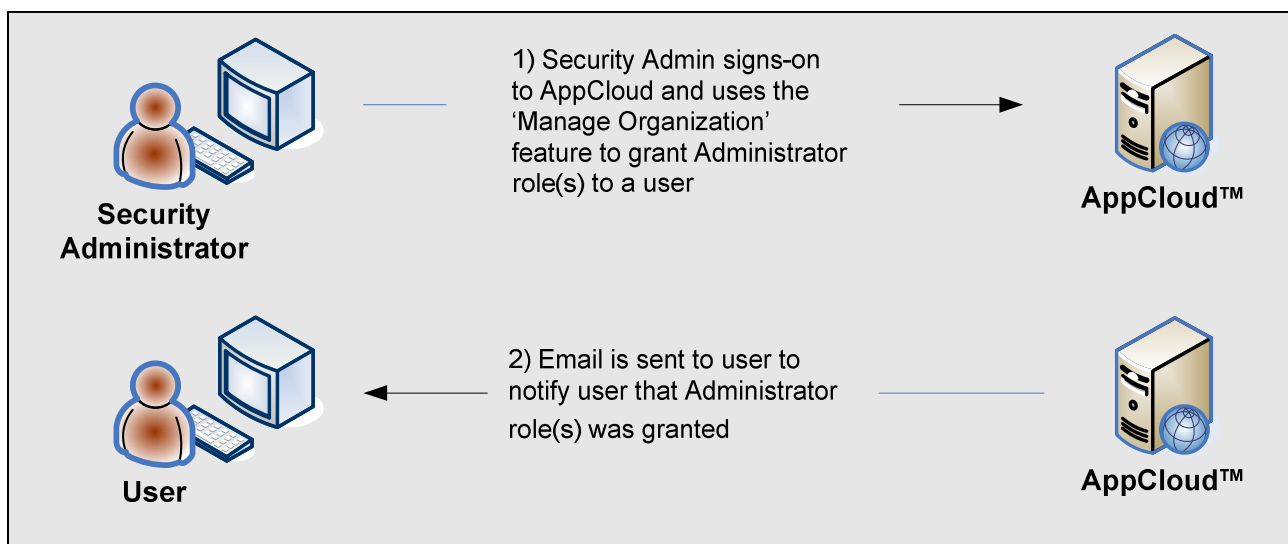 1) Security Admin signs-on
to AppCloud and uses the
‘Manage Organization’
feature to grant Administrator
role(s) to a user
Security
Administrator
AppCloud™
2) Email is sent to user to
notify user that Administrator
role(s) was granted
User
AppCloud™